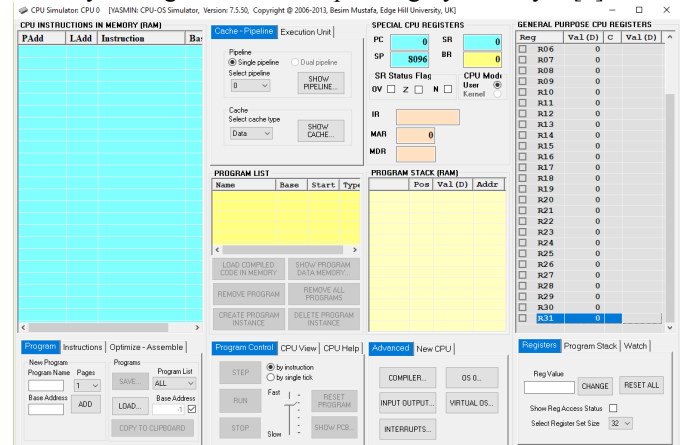 CPU Simulator: CPU 0 [YASMIN: CPU-OS Simulator, Version: 7.5.50, Copyright @ 2006-2013, Besim Mustafa, Edge Hill University, UK]
CPU INSTRUCTIONS IN MEMORY (RAM)
PAdd LAdd Instruction Bas
Program Instructions Optimize - Assemble
New Program
Program Name Pages
1
Base Address
ADD
Programs
SAVE... Program List
ALL
LOAD... Base Address
-1
COPY TO CLIPBOARD
Cache - Pipeline Execution Unit
Pipeline
Single pipeline Dual pipeline
Select pipeline
0
SHOW
PIPELINE...
Cache
Select cache type
Data
SHOW
CACHE...
PROGRAM LIST
Name Base Start Type
LOAD COMPILED
CODE IN MEMORY
SHOW PROGRAM
DATA MEMORY...
REMOVE PROGRAM
REMOVE ALL
PROGRAMS
CREATE PROGRAM
INSTANCE
DELETE PROGRAM
INSTANCE
Program Control CPU View CPU Help
STEP
by instruction
by single tick
RUN
Fast
RESET
PROGRAM
STOP
Slow
SHOW PCB...
SPECIAL CPU REGISTERS
PC 0 SR 0
SP 8096 BR 0
SR Status Flag
OV Z N
CPU Mode
User
Kernel
IR
MAR 0
MDR
PROGRAM STACK (RAM)
Pos Val(D) Addr
Advanced New CPU
COMPILER... OS 0...
INPUT OUTPUT... VIRTUAL OS...
INTERRUPTS...
GENERAL PURPOSE CPU REGISTERS
Reg Val(D) C Val(D)
R06 0
R07 0
R08 0
R09 0
R10 0
R11 0
R12 0
R13 0
R14 0
R15 0
R16 0
R17 0
R18 0
R19 0
R20 0
R21 0
R22 0
R23 0
R24 0
R25 0
R26 0
R27 0
R28 0
R29 0
R30 0
R31 0
Registers Program Stack Watch
Reg Value
CHANGE
RESET ALL
Show Reg Access Status
Select Register Set Size 32